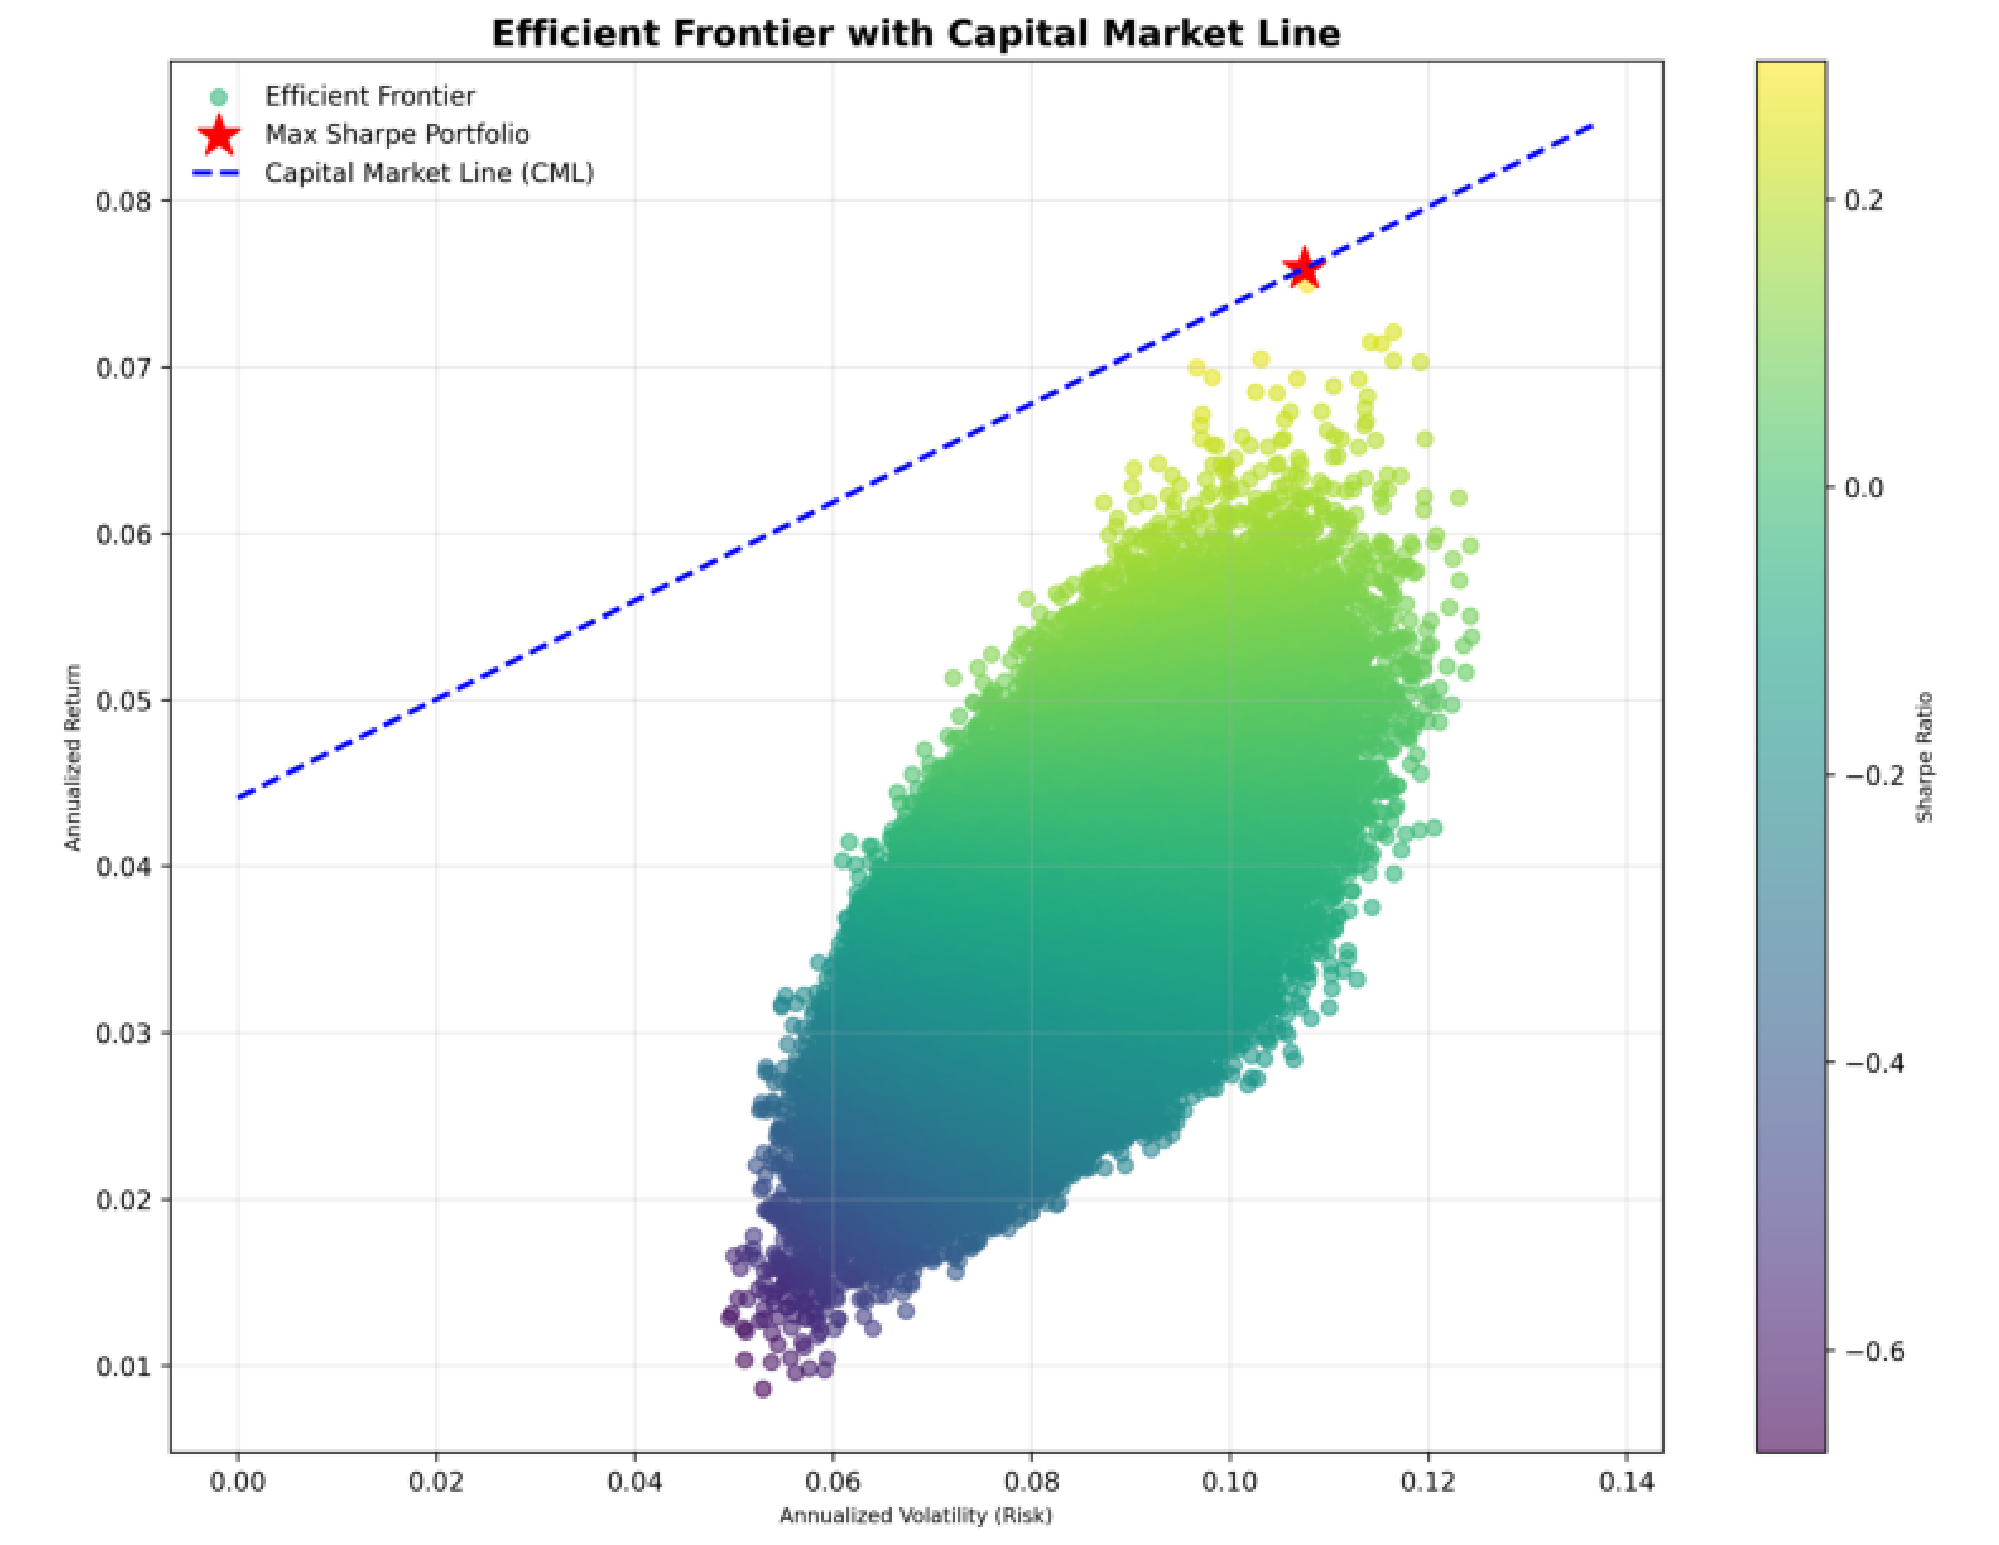 Efficient Frontier with Capital Market Line
Efficient Frontier
Max Sharpe Portfolio
Capital Market Line (CML)
0.08
0.07
0.06
0.05
0.04
0.03
0.02
0.01
Annualized Return
0.00 0.02 0.04 0.06 0.08 0.10 0.12 0.14
Annualized Volatility (Risk)
0.2
0.0
−0.2
−0.4
−0.6
Sharpe Ratio